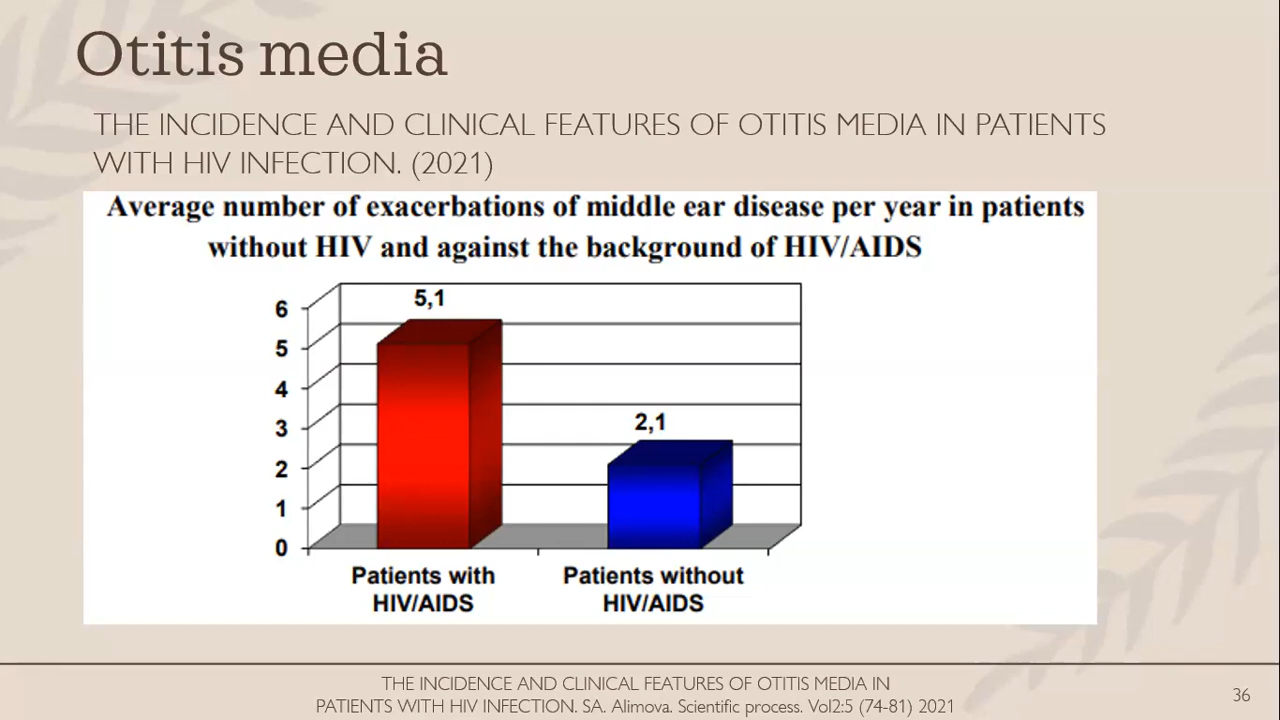 Otitis media
THE INCIDENCE AND CLINICAL FEATURES OF OTITIS MEDIA IN PATIENTS
WITH HIV INFECTION. (2021)
Average number of exacerbations of middle ear disease per year in patients
without HIV and against the background of HIV/AIDS
6
5
4
3
2
1
0
5,1
2,1
Patients with
HIV/AIDS
Patients without
HIV/AIDS
THE INCIDENCE AND CLINICAL FEATURES OF OTITIS MEDIA IN
PATIENTS WITH HIV INFECTION. SA. Alimova. Scientific process. Vol2:5 (74-81) 2021
36